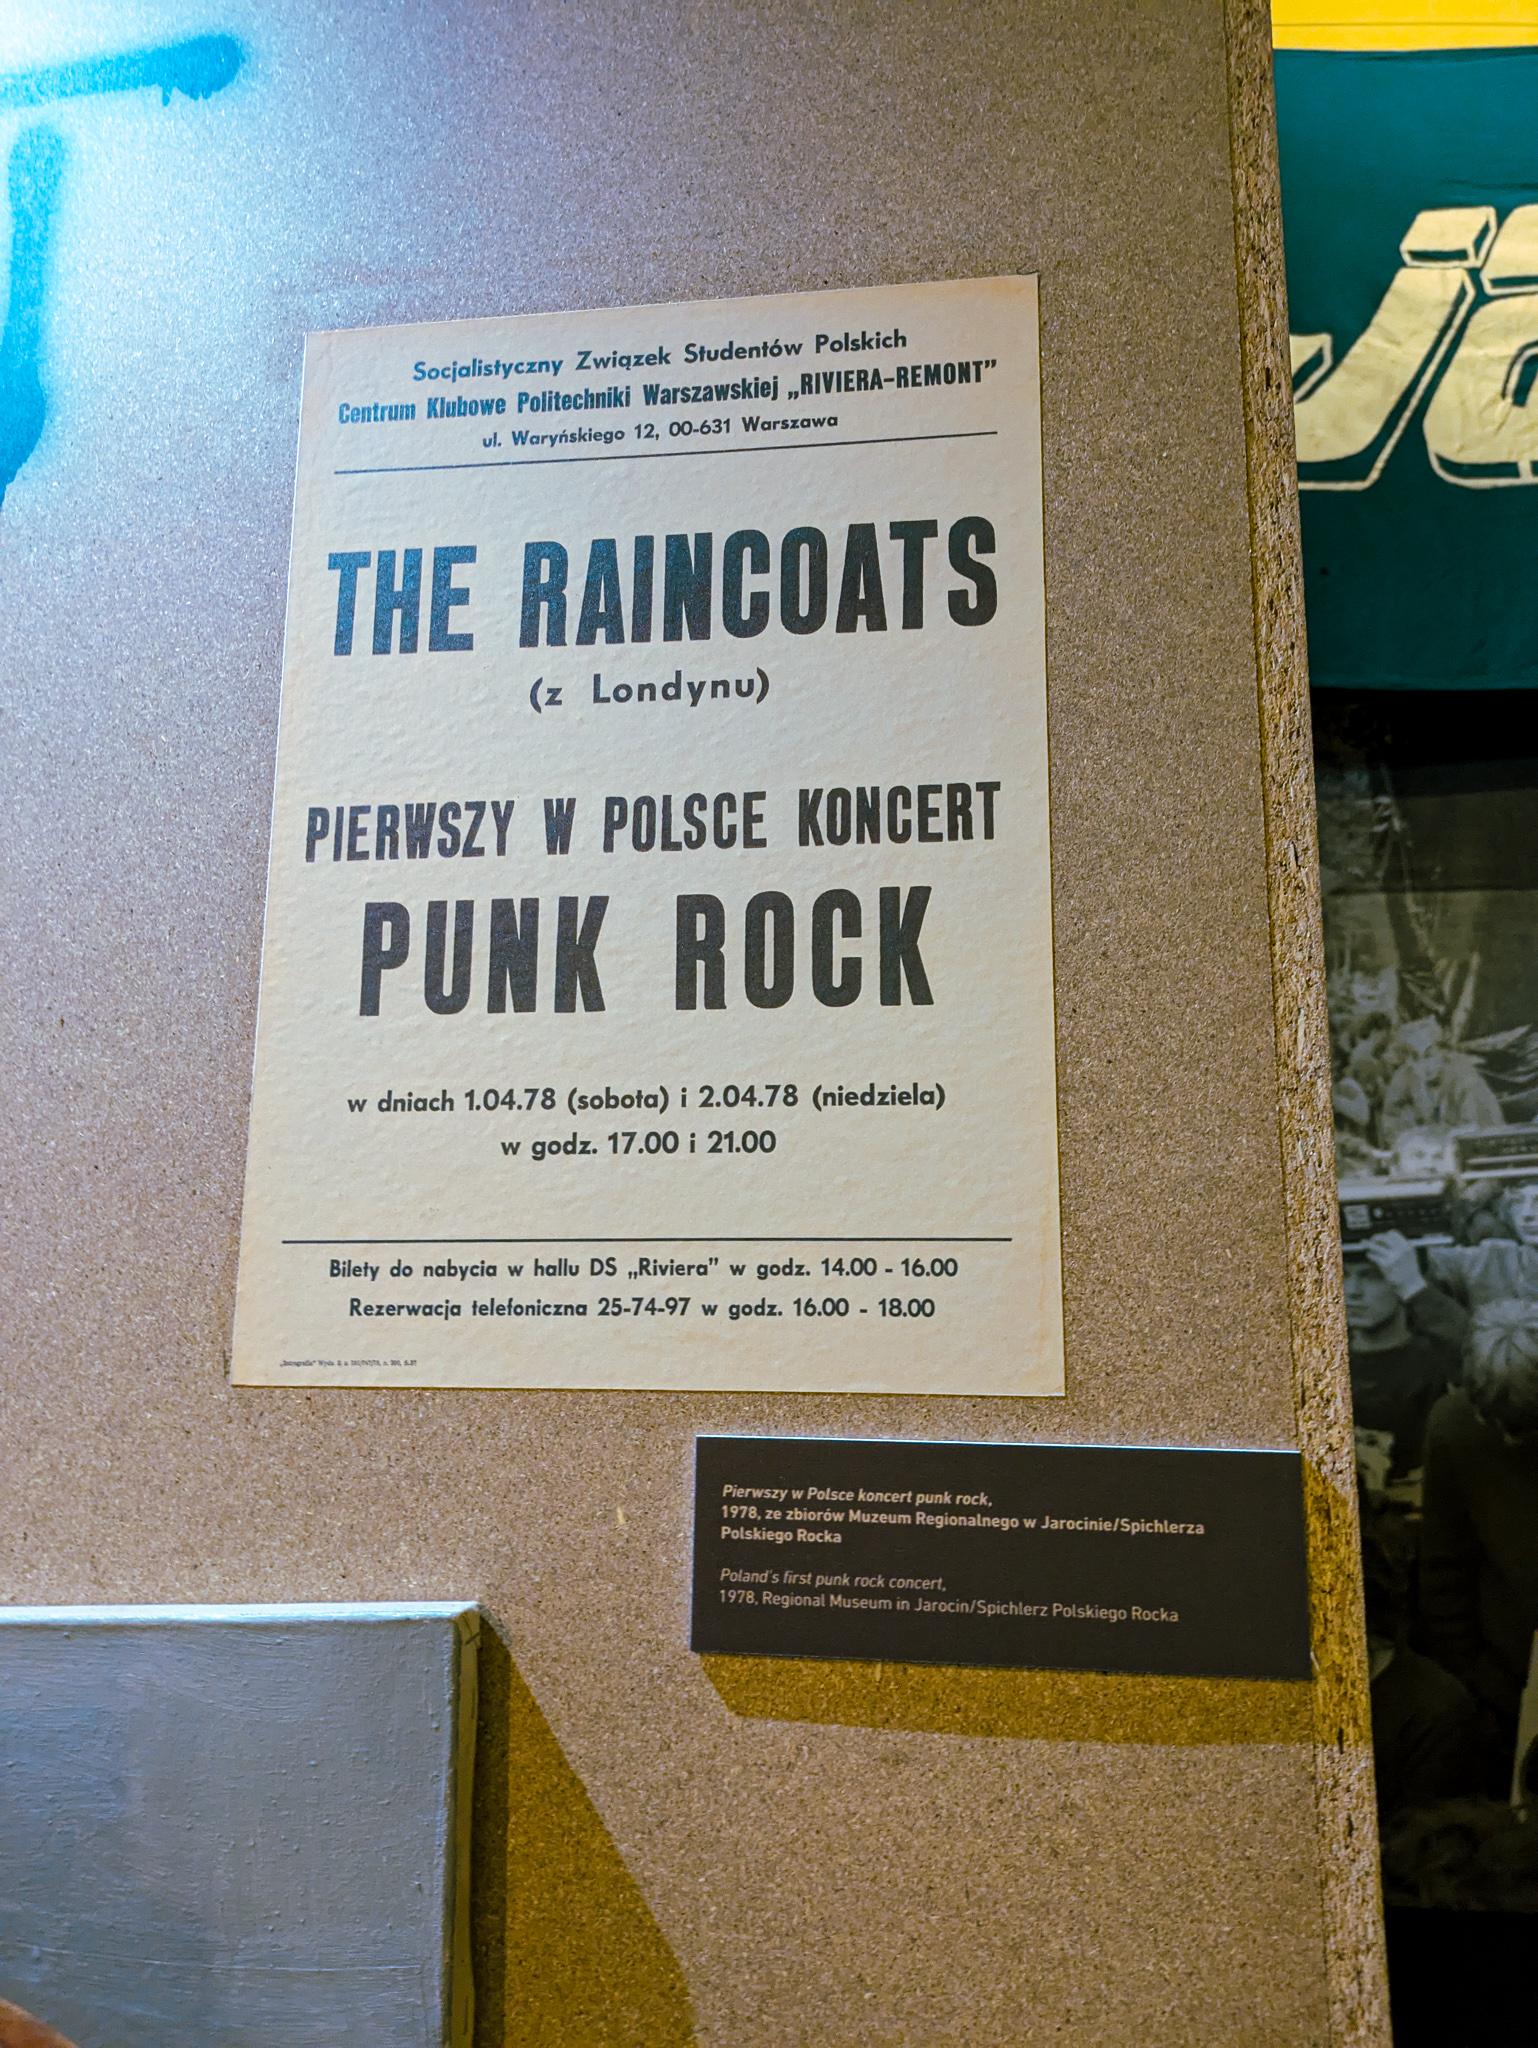 Socjalistyczny Związek Studentów Polskich
Centrum Klubowe Politechniki Warszawskiej „RIVIERA-REMONT”
ul. Waryńskiego 12, 00-631 Warszawa
THE RAINCOATS
(z Londynu)
PIERWSZY W POLSCE KONCERT
PUNK ROCK
w dniach 1.04.78 (sobota) i 2.04.78 (niedziela)
w godz. 17.00 i 21.00
Bilety do nabycia w hallu DS „Riviera” w godz. 14.00 - 16.00
Rezerwacja telefoniczna 25-74-97 w godz. 16.00 - 18.00
Pierwszy w Polsce koncert punk rock,
1978, ze zbiorów Muzeum Regionalnego w Jarocinie/Spichlerza
Polskiego Rocka
Poland's first punk rock concert,
1978, Regional Museum in Jarocin/Spichlerz Polskiego Rocka